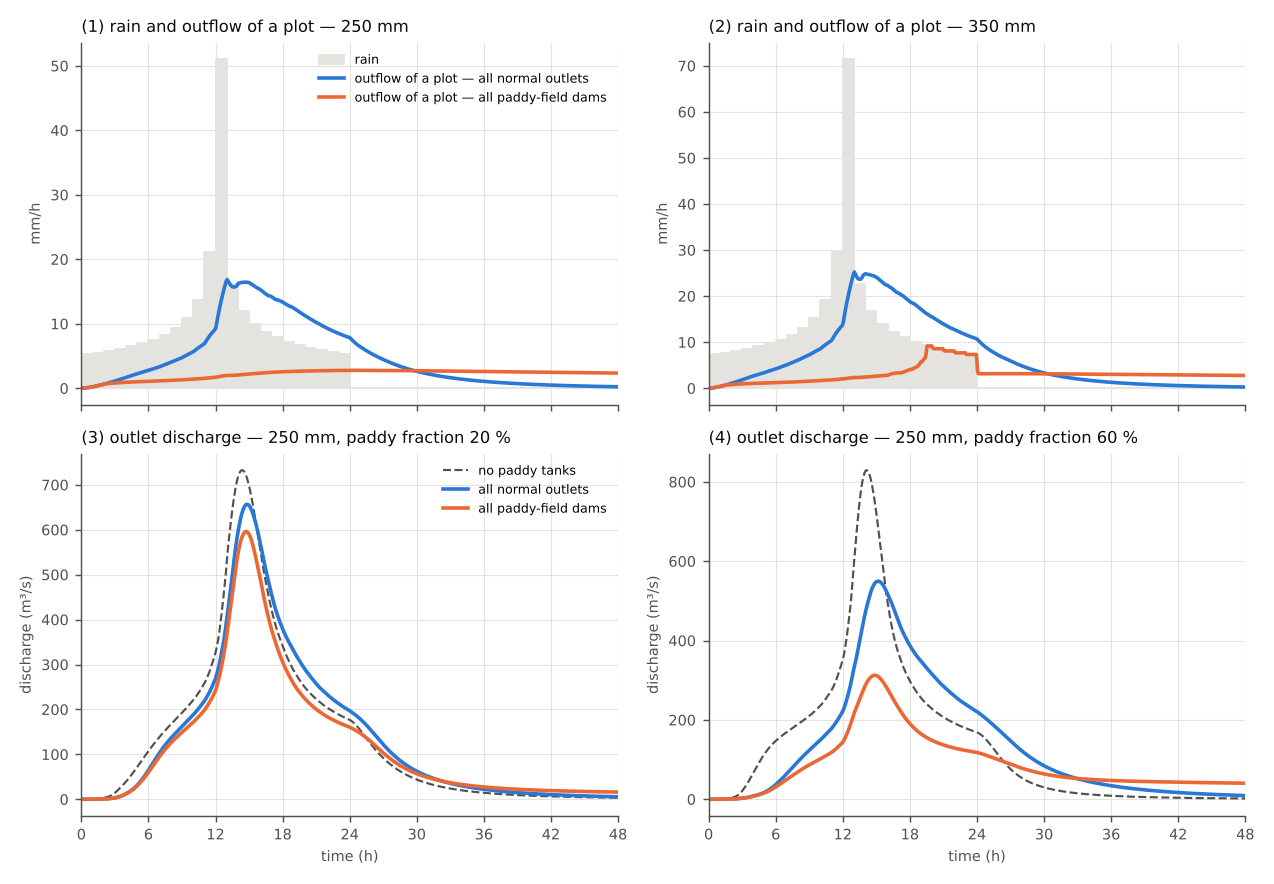 (1) rain and outflow of a plot — 250 mm
50
40
30
20
10
0
mm/h
rain
outflow of a plot — all normal outlets
outflow of a plot — all paddy-field dams
(2) rain and outflow of a plot — 350 mm
70
60
50
40
30
20
10
0
mm/h
(3) outlet discharge — 250 mm, paddy fraction 20 %
700
600
500
400
300
200
100
0
discharge (m³/s)
no paddy tanks
all normal outlets
all paddy-field dams
0 6 12 18 24 30 36 42 48
time (h)
(4) outlet discharge — 250 mm, paddy fraction 60 %
800
600
400
200
0
discharge (m³/s)
0 6 12 18 24 30 36 42 48
time (h)